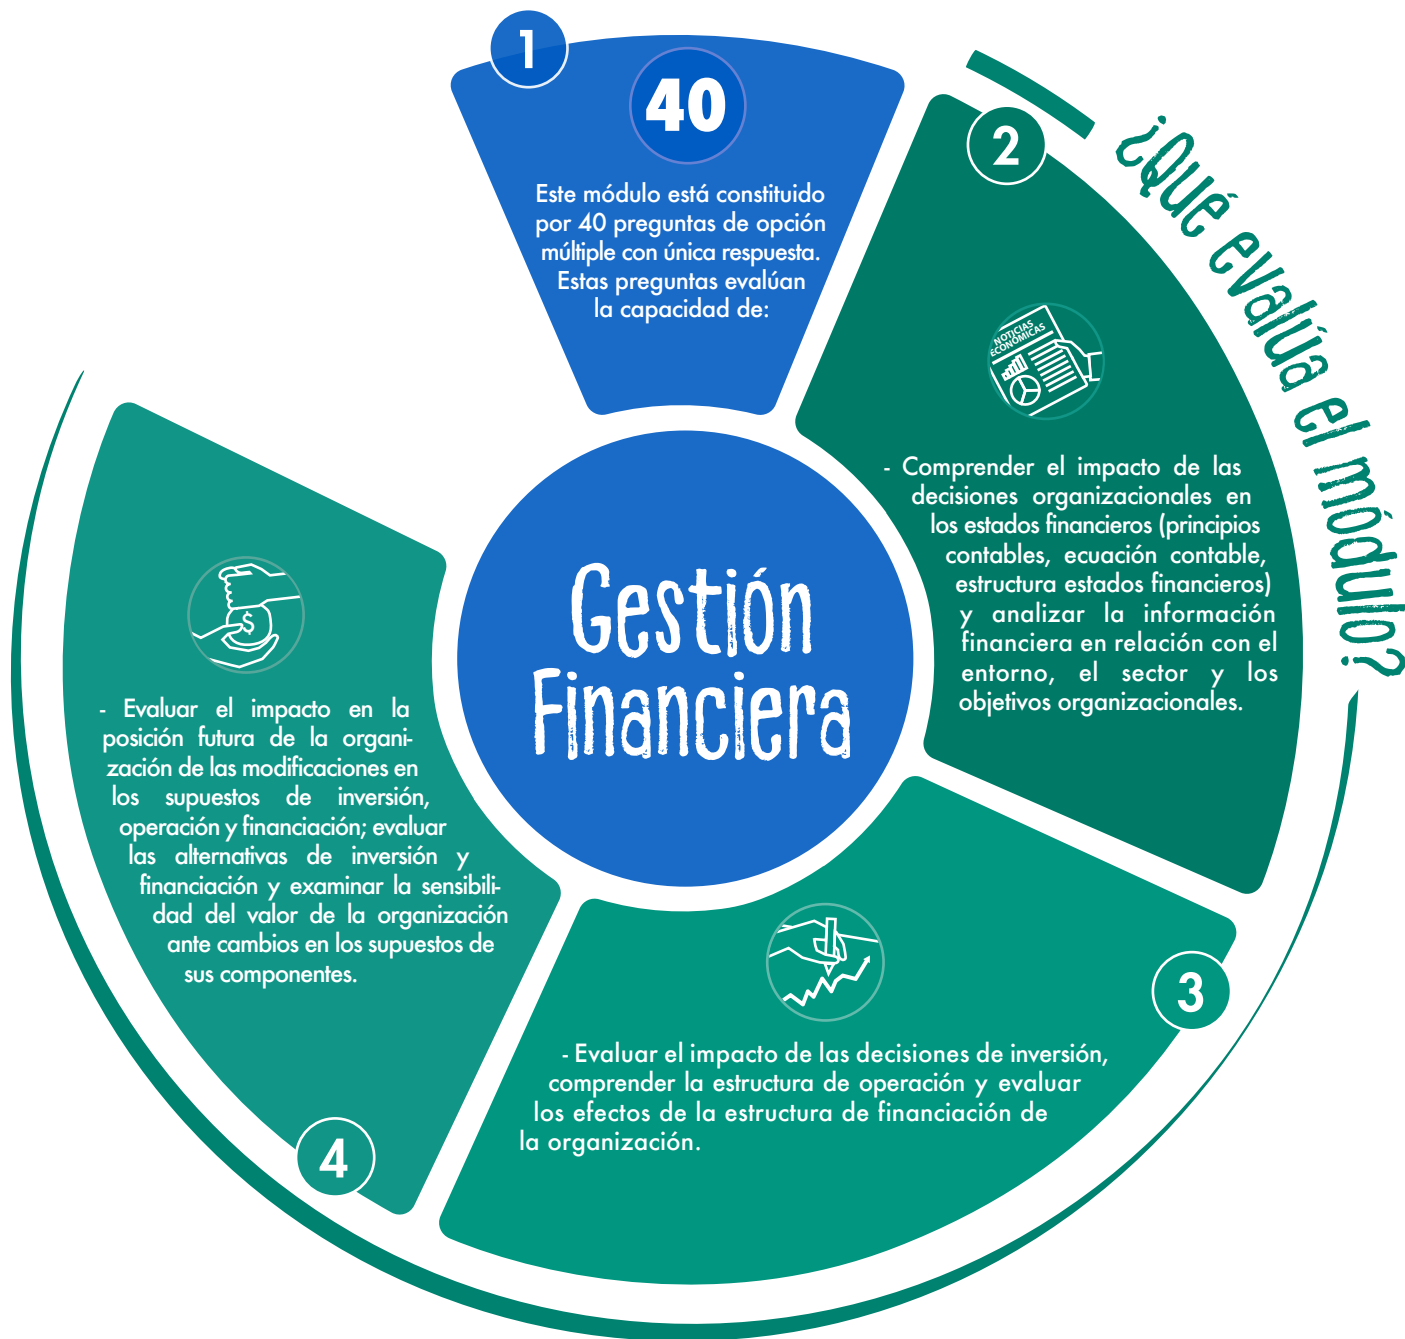 1
40
Este módulo está constituido
por 40 preguntas de opción
múltiple con única respuesta.
Estas preguntas evalúan
la capacidad de:
¿Qué evalúa el módulo?
2
NOTICIAS
ECONÓMICAS
- Comprender el impacto de las
decisiones organizacionales en
los estados financieros (principios
contables, ecuación contable,
estructura estados financieros)
y analizar la información
financiera en relación con el
entorno, el sector y los
objetivos organizacionales.
Gestión
Financiera
3
- Evaluar el impacto de las decisiones de inversión,
comprender la estructura de operación y evaluar
los efectos de la estructura de financiación de
la organización.
4
$
- Evaluar el impacto en la
posición futura de la organi-
zación de las modificaciones en
los supuestos de inversión,
operación y financiación; evaluar
las alternativas de inversión y
financiación y examinar la sensibili-
dad del valor de la organización
ante cambios en los supuestos de
sus componentes.